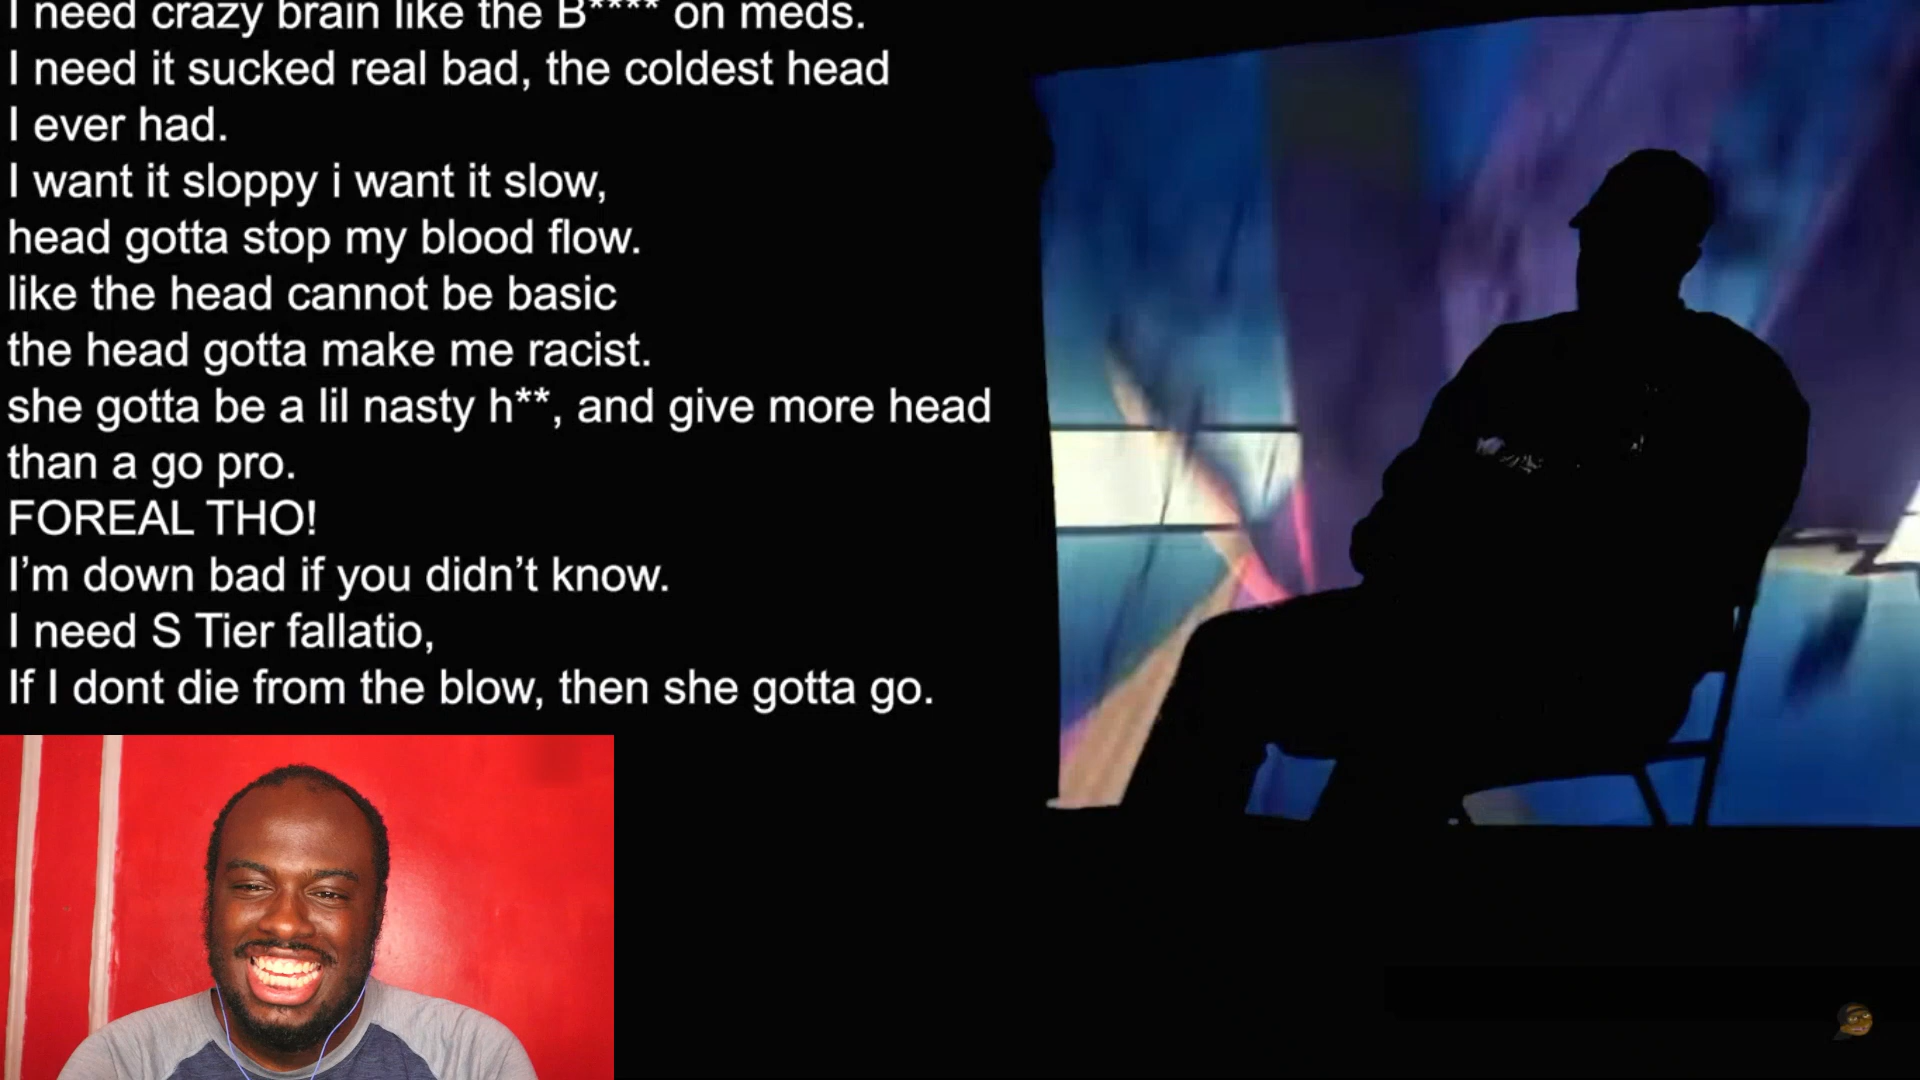 I need crazy brain like the B**** on meds.
I need it sucked real bad, the coldest head
I ever had.
I want it sloppy i want it slow,
head gotta stop my blood flow.
like the head cannot be basic
the head gotta make me racist.
she gotta be a lil nasty h**, and give more head
than a go pro.
FOREAL THO!
I’m down bad if you didn’t know.
I need S Tier fallatio,
If I dont die from the blow, then she gotta go.